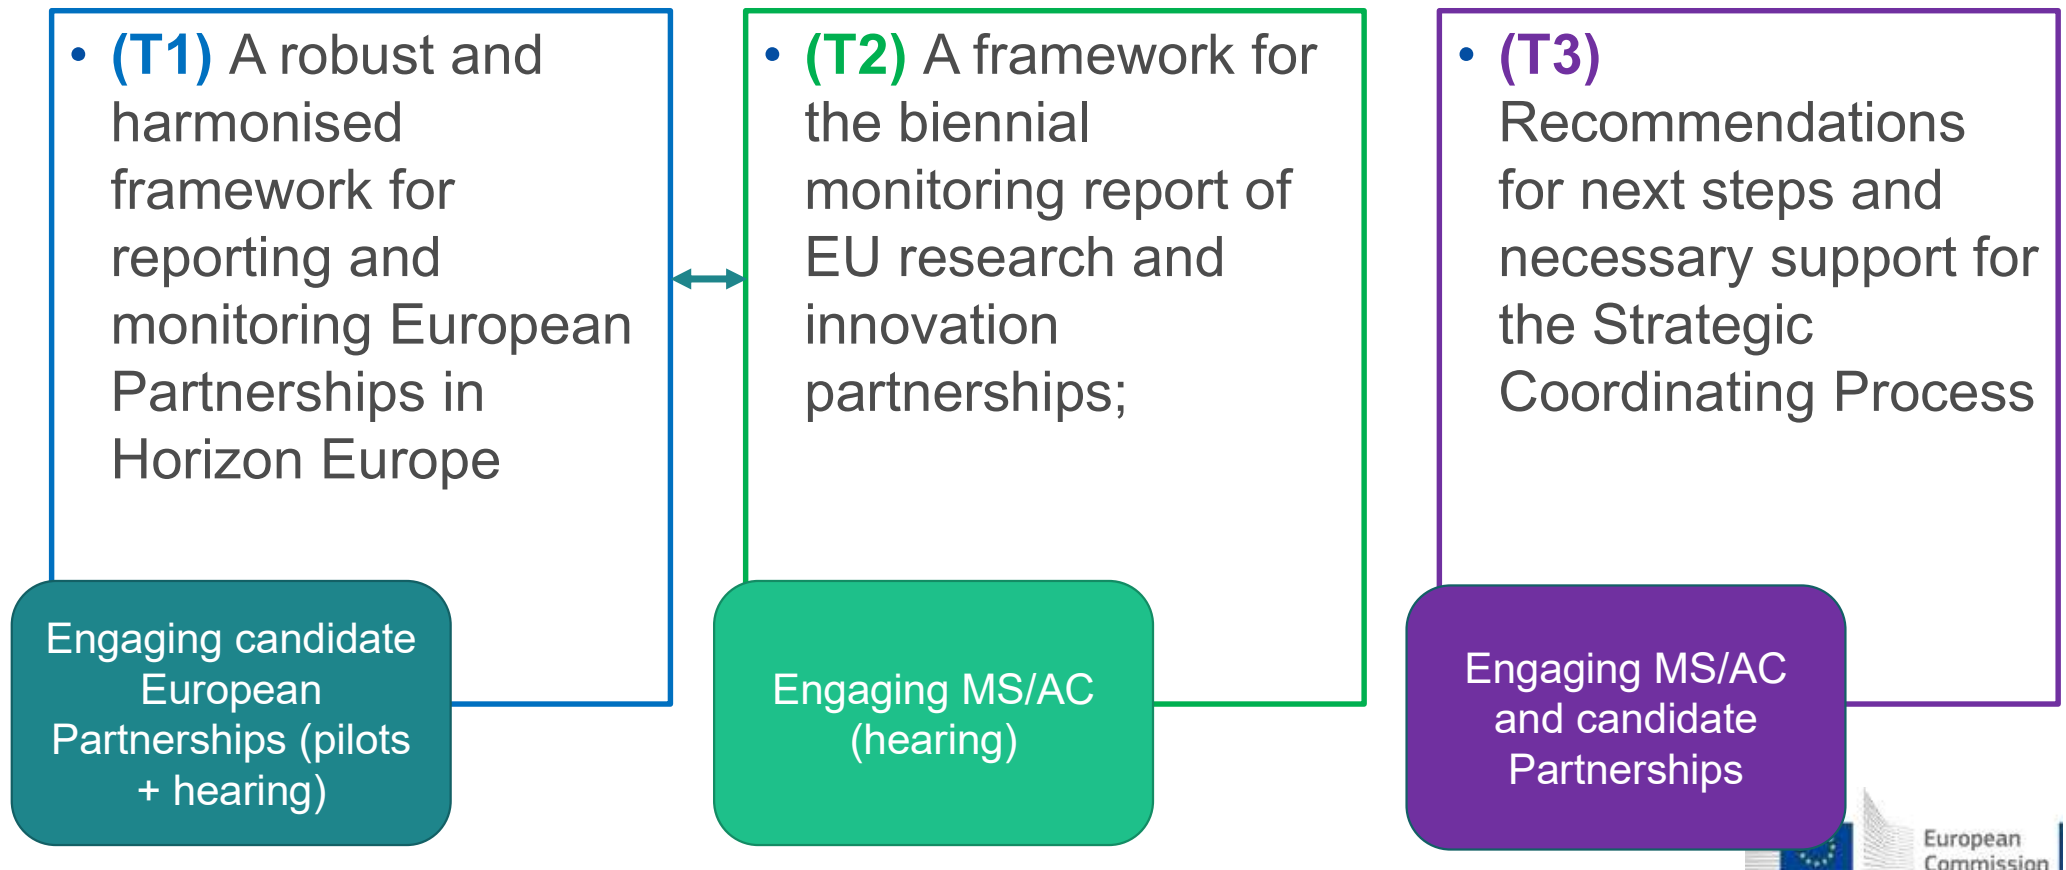 • (T1) A robust and
harmonised
framework for
reporting and
monitoring European
Partnerships in
Horizon Europe
Engaging candidate
European
Partnerships (pilots
+ hearing)
• (T2) A framework for
the biennial
monitoring report of
EU research and
innovation
partnerships;
Engaging MS/AC
(hearing)
• (T3)
Recommendations
for next steps and
necessary support for
the Strategic
Coordinating Process
Engaging MS/AC
and candidate
Partnerships
European
Commission